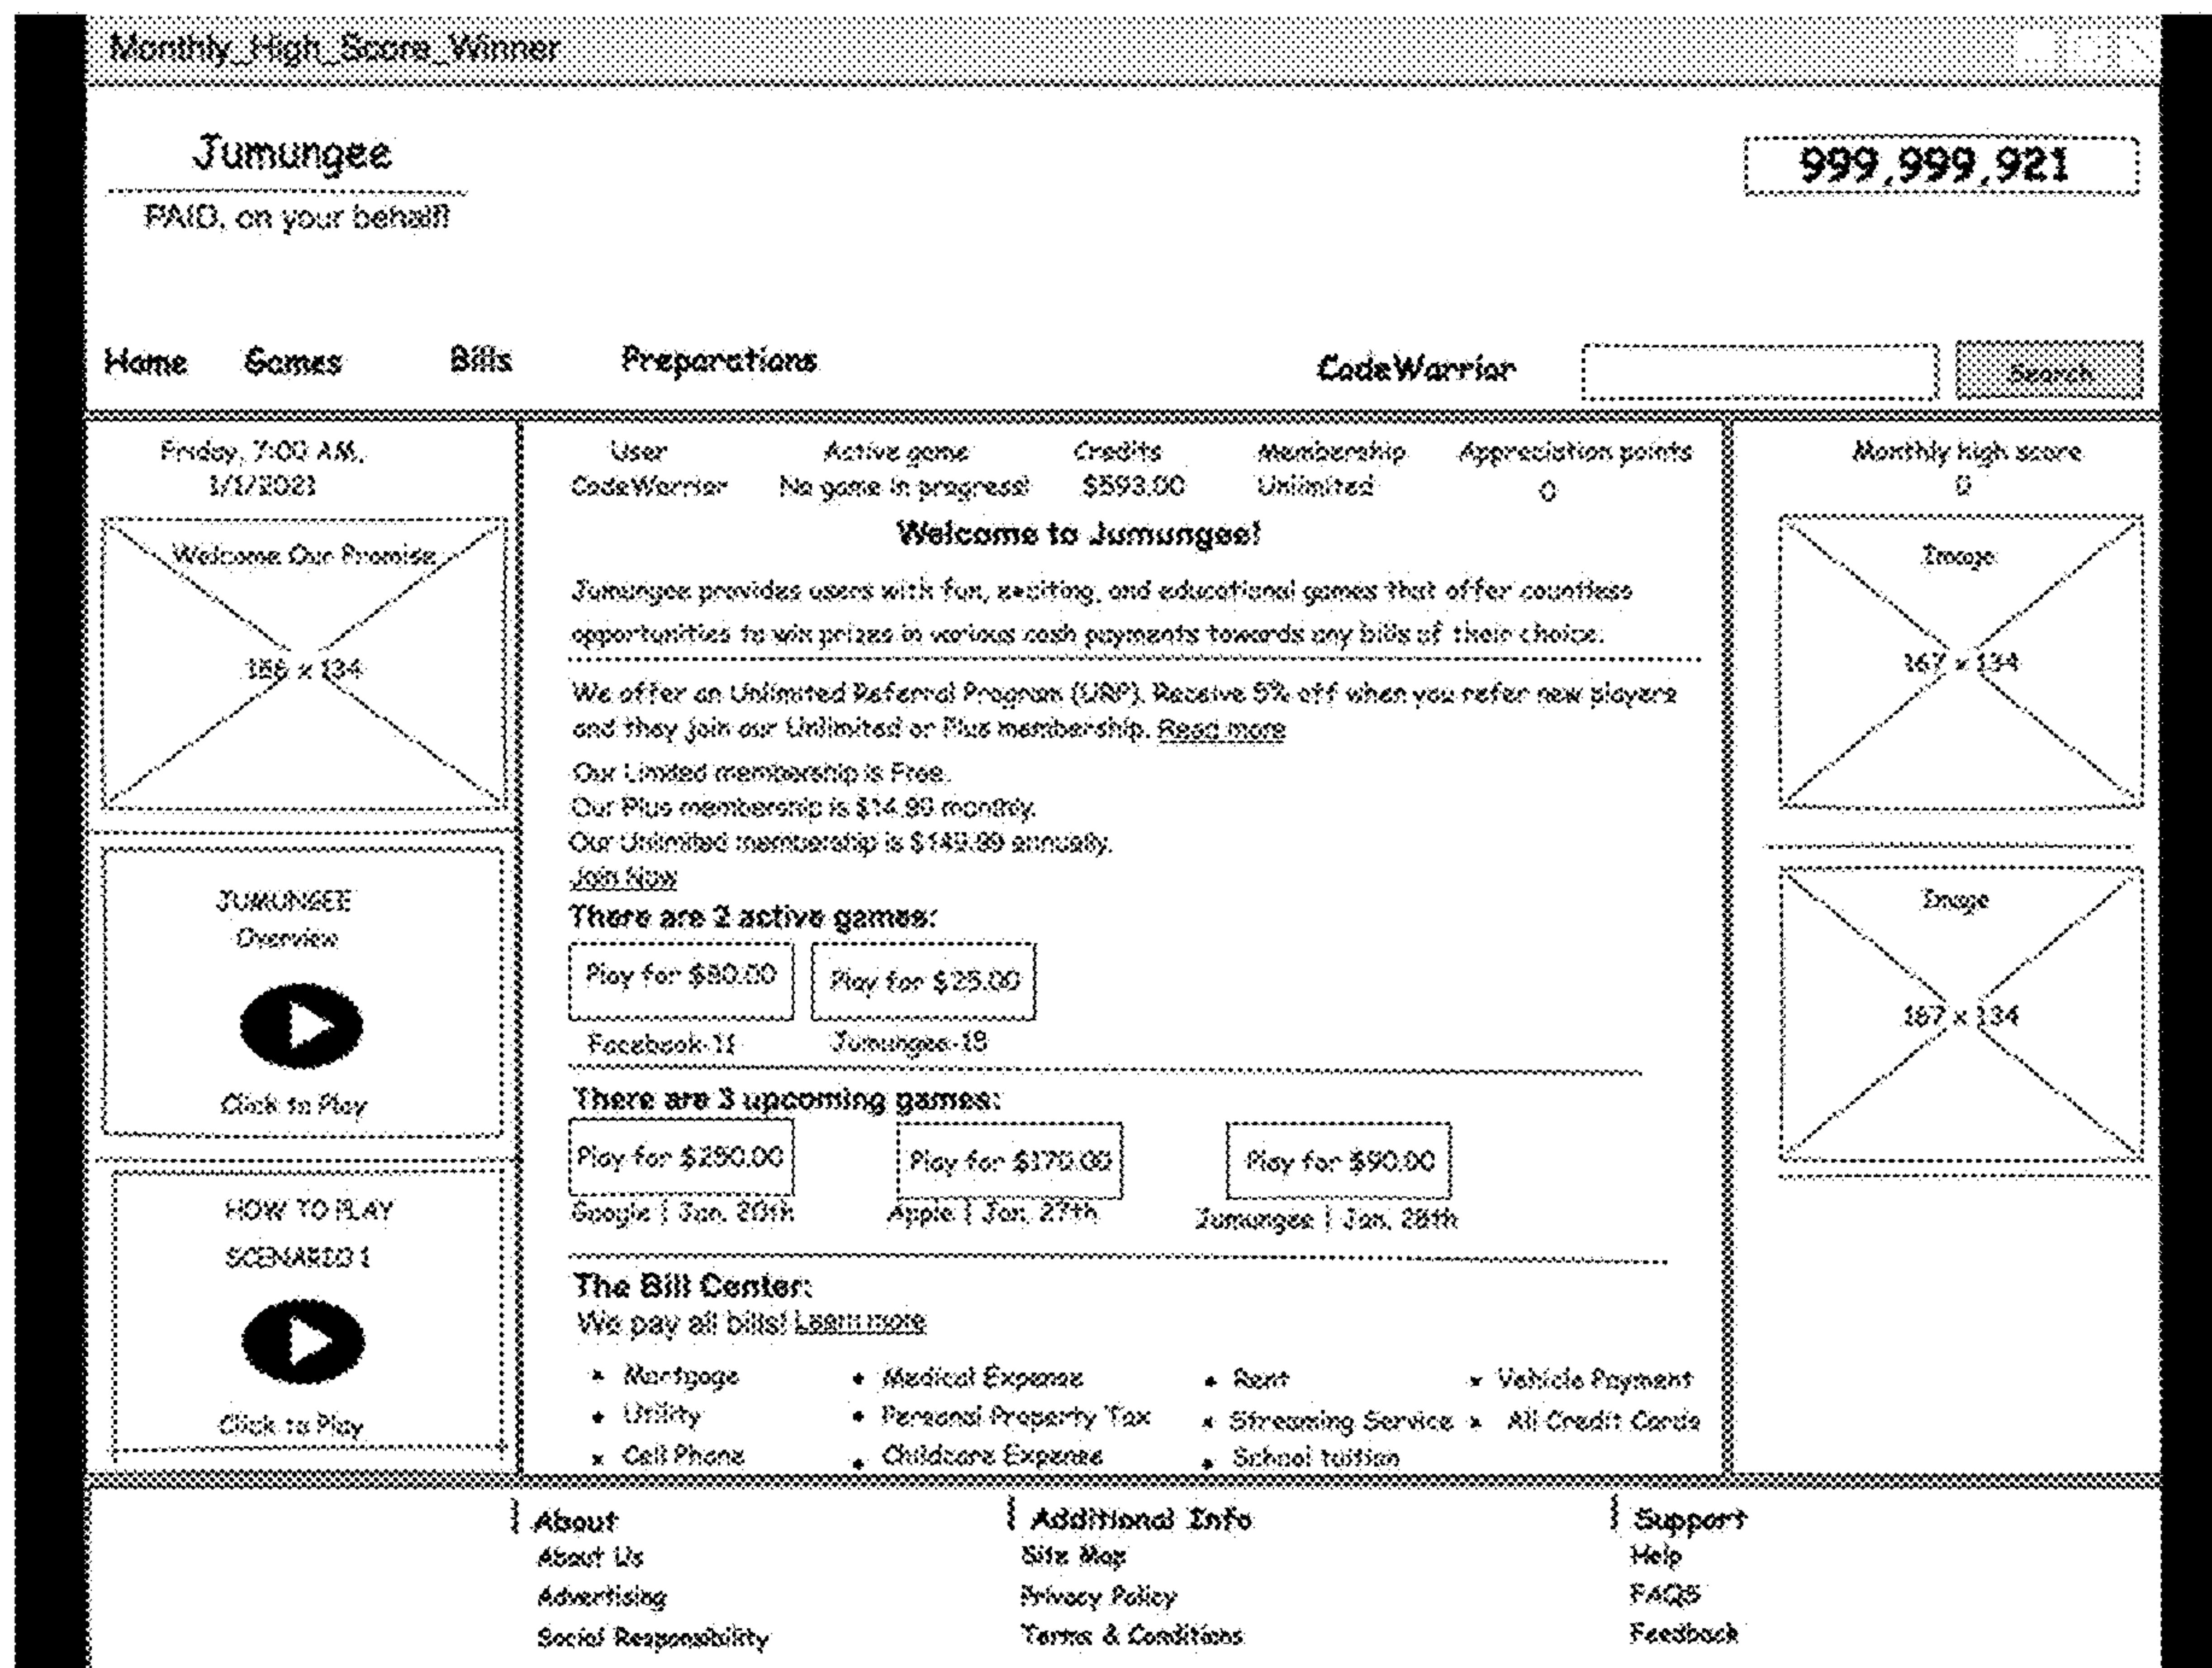 Monthly_High_Score_Winner
Jumungee
PAID, on your behalf!
999,999,921
Home Games Bills Preparations CodeWarrior Search
Friday, 7:00 AM,
1/1/2021
Welcome Our Promise
156 x 134
JUMUNGEE
Overview
Click to Play
HOW TO PLAY
SCENARIO 1
Click to Play
User Active game Credits Membership Appreciation points
CodeWarrior No game in progress! $593.00 Unlimited 0
Welcome to Jumungee!
Jumungee provides users with fun, exciting, and educational games that offer countless
opportunities to win prizes in various cash payments towards any bills of their choice.
We offer an Unlimited Referral Program (URP). Receive 5% off when you refer new players
and they join our Unlimited or Plus membership. Read more
Our Limited membership is Free.
Our Plus membership is $14.99 monthly.
Our Unlimited membership is $149.99 annually.
Join Now
There are 2 active games:
Play for $80.00 Play for $25.00
Facebook-11 Jumungee-19
There are 3 upcoming games:
Play for $280.00 Play for $170.00 Play for $90.00
Google | Jan. 20th Apple | Jan. 27th Jumungee | Jan. 28th
The Bill Center:
We pay all bills! Learn more
• Mortgage • Medical Expense • Rent • Vehicle Payment
• Utility • Personal Property Tax • Streaming Service • All Credit Cards
• Cell Phone • Childcare Expense • School tuition
Monthly high score
0
Image
167 x 134
Image
167 x 134
| About | Additional Info | Support
About Us Site Map Help
Advertising Privacy Policy FAQS
Social Responsibility Terms & Conditions Feedback